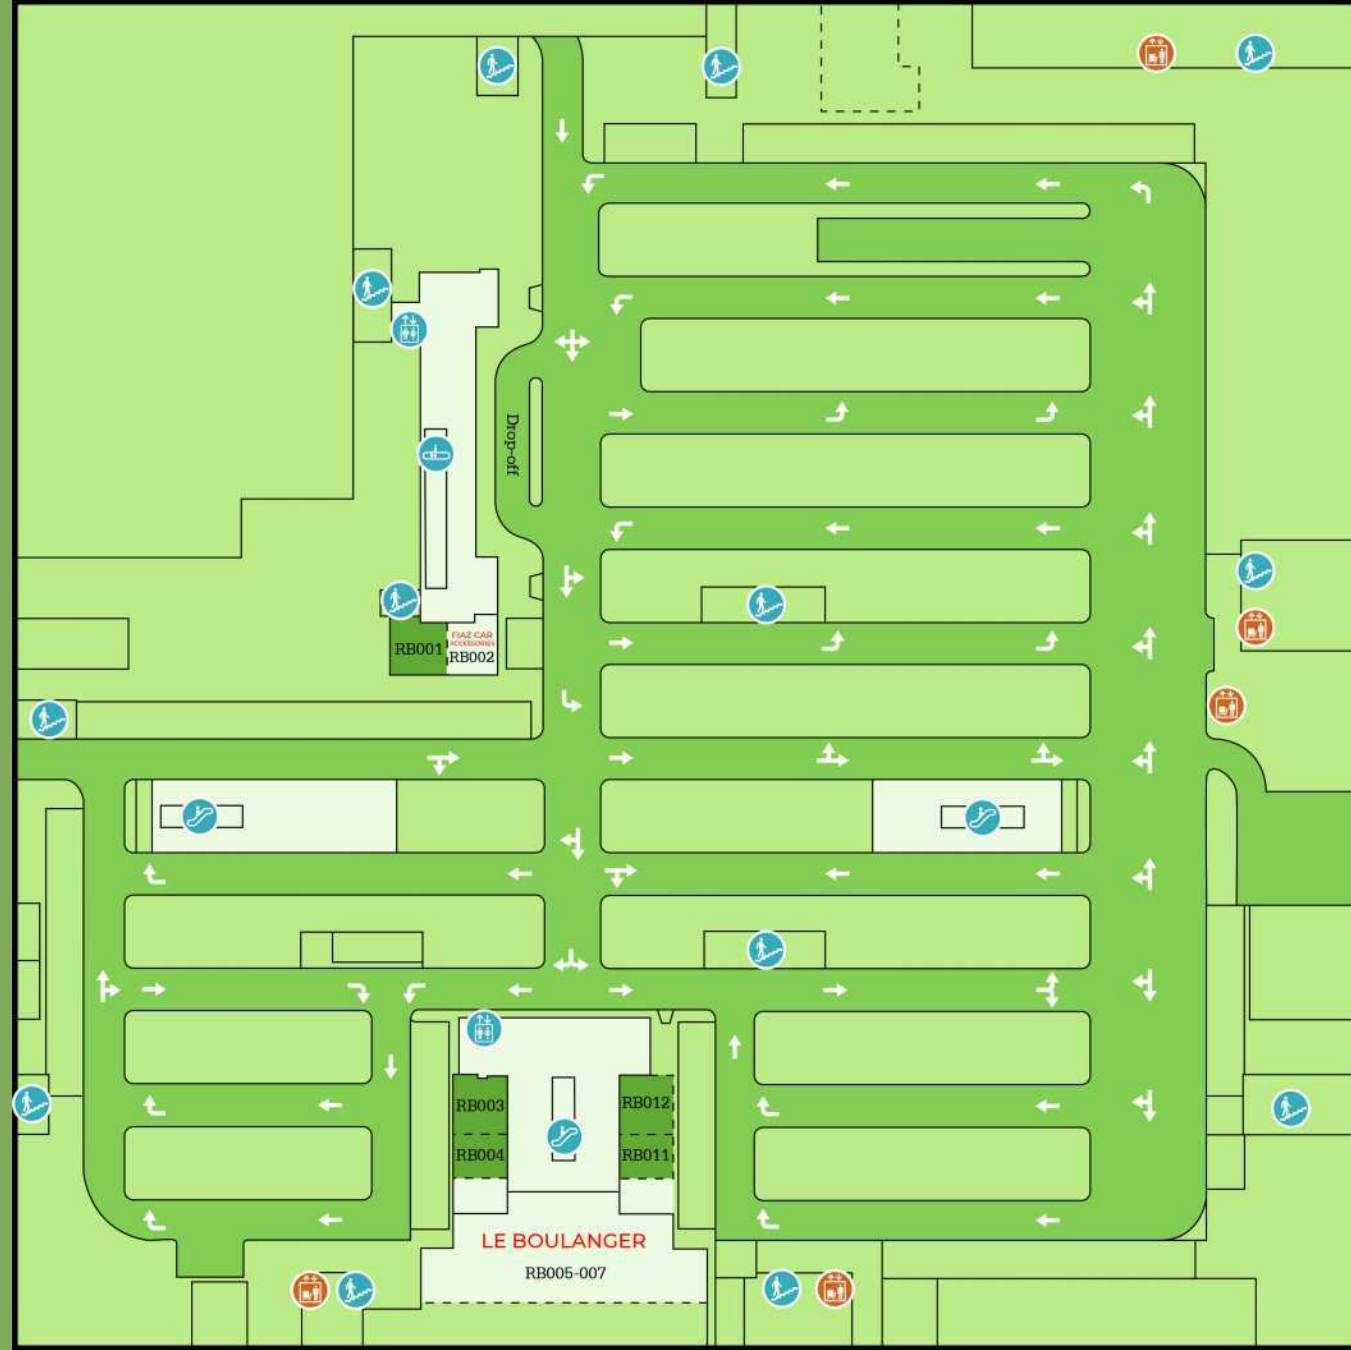 Drop-off
FIAZ CAR
ACCESSORIES
RB001
RB002
RB003
RB012
RB004
RB011
LE BOULANGER
RB005-007